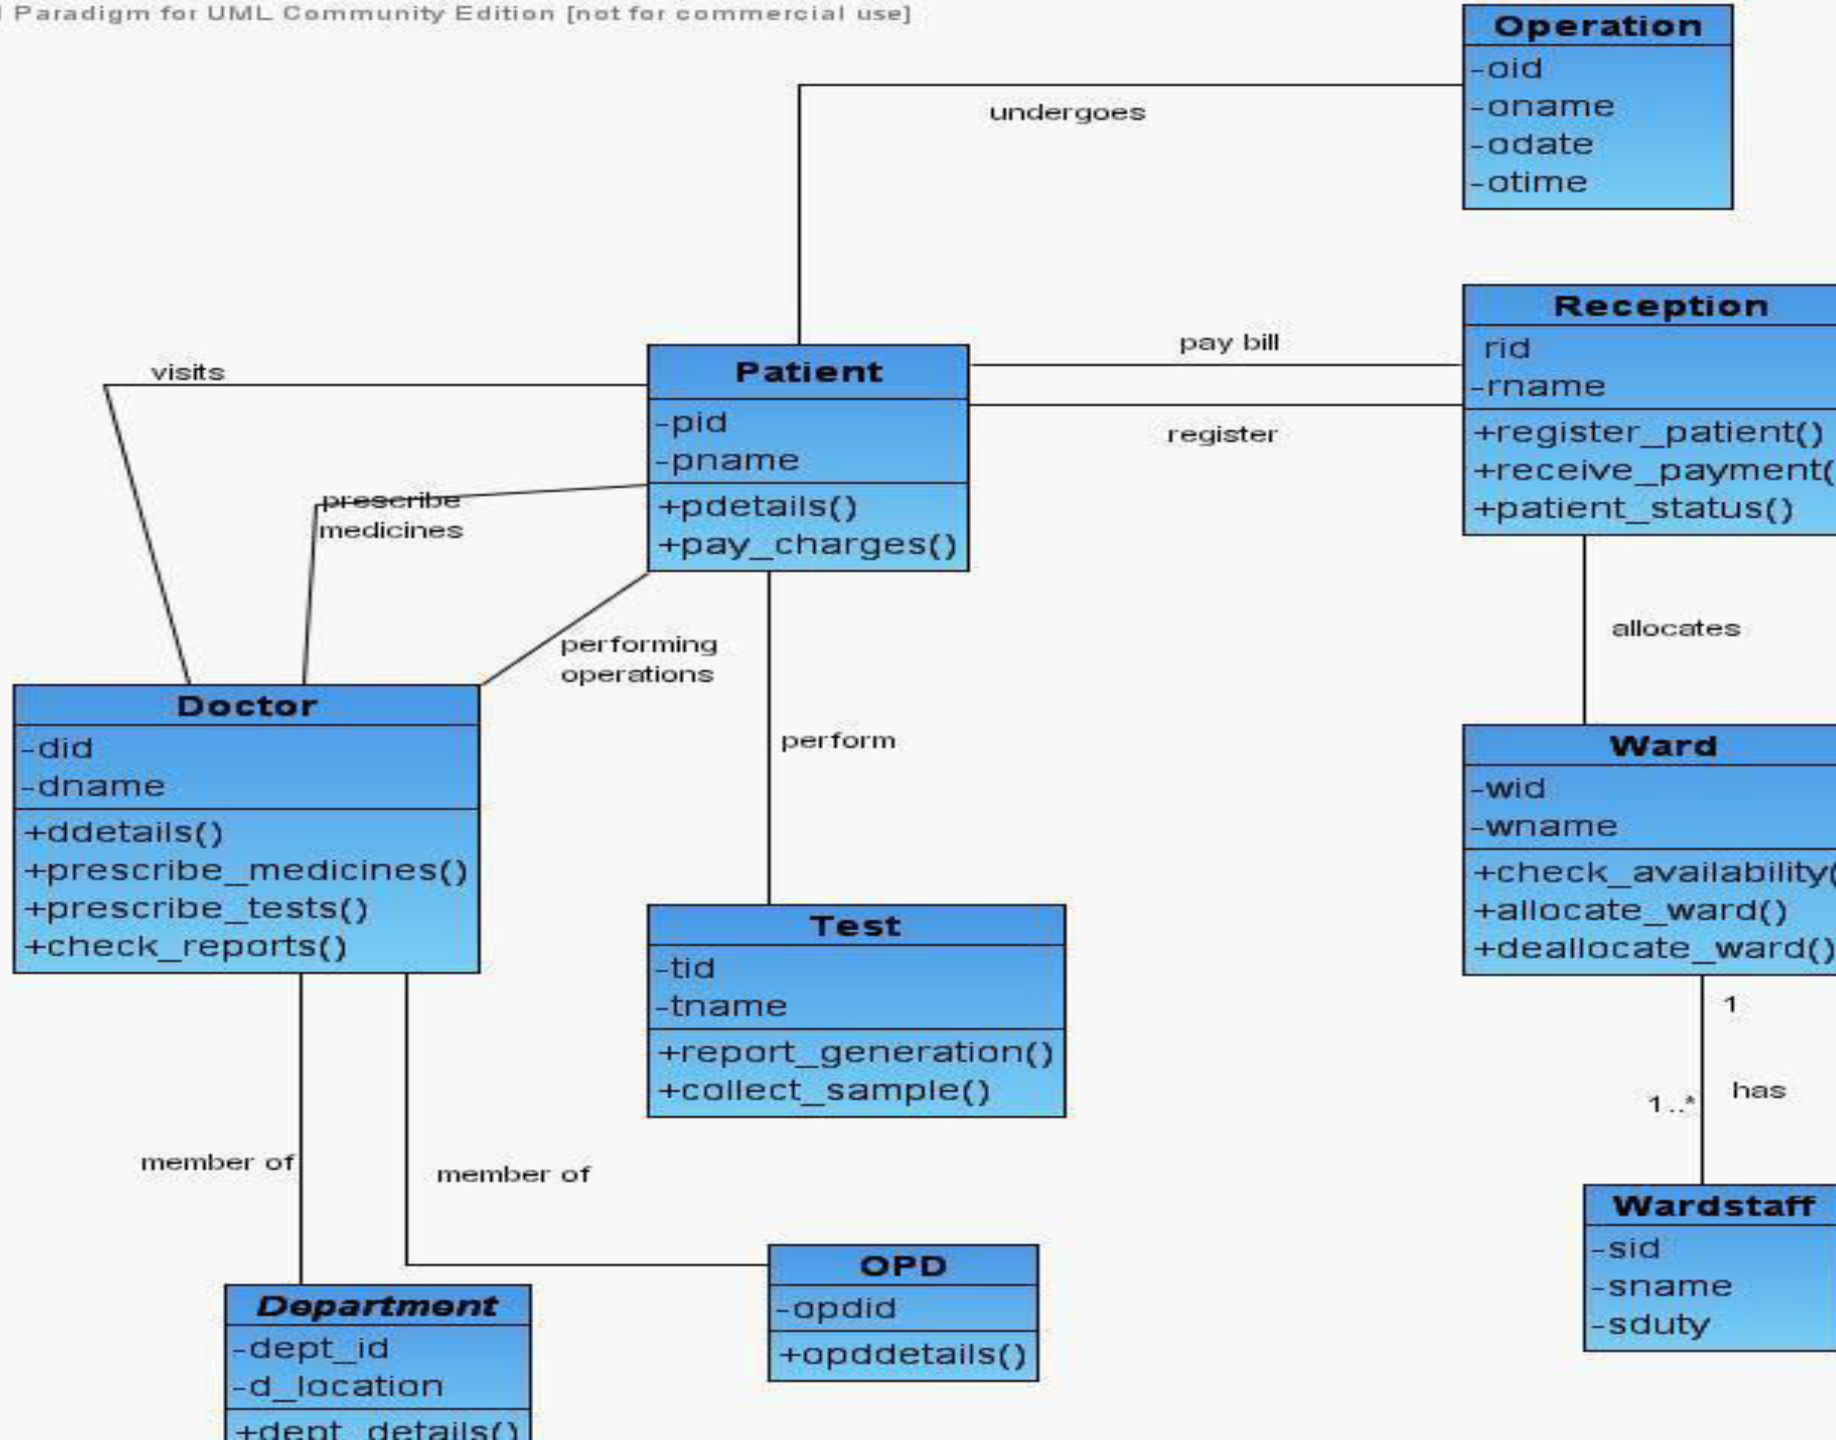 Paradigm for UML Community Edition [not for commercial use]
Operation
-oid
-oname
-odate
-otime
undergoes
Reception
rid
-rname
+register_patient()
+receive_payment(
+patient_status()
pay bill
register
visits
Patient
-pid
-pname
+pdetails()
+pay_charges()
prescribe
medicines
performing
operations
allocates
Doctor
-did
-dname
+ddetails()
+prescribe_medicines()
+prescribe_tests()
+check_reports()
perform
Ward
-wid
-wname
+check_availability(
+allocate_ward()
+deallocate_ward()
Test
-tid
-tname
+report_generation()
+collect_sample()
1
has
1..*
member of
member of
Wardstaff
-sid
-sname
-sduty
OPD
-opdid
+opddetails()
Department
-dept_id
-d_location
+dept_details()